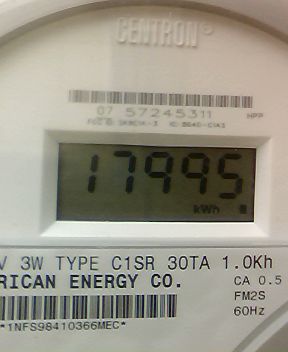 CENTRON®
07 57245311 HPP
17995
kWh
V 3W TYPE C1SR 30TA 1.0Kh
RICAN ENERGY CO. CA 0.5
FM2S
*1NFS98410366MEC* 60Hz